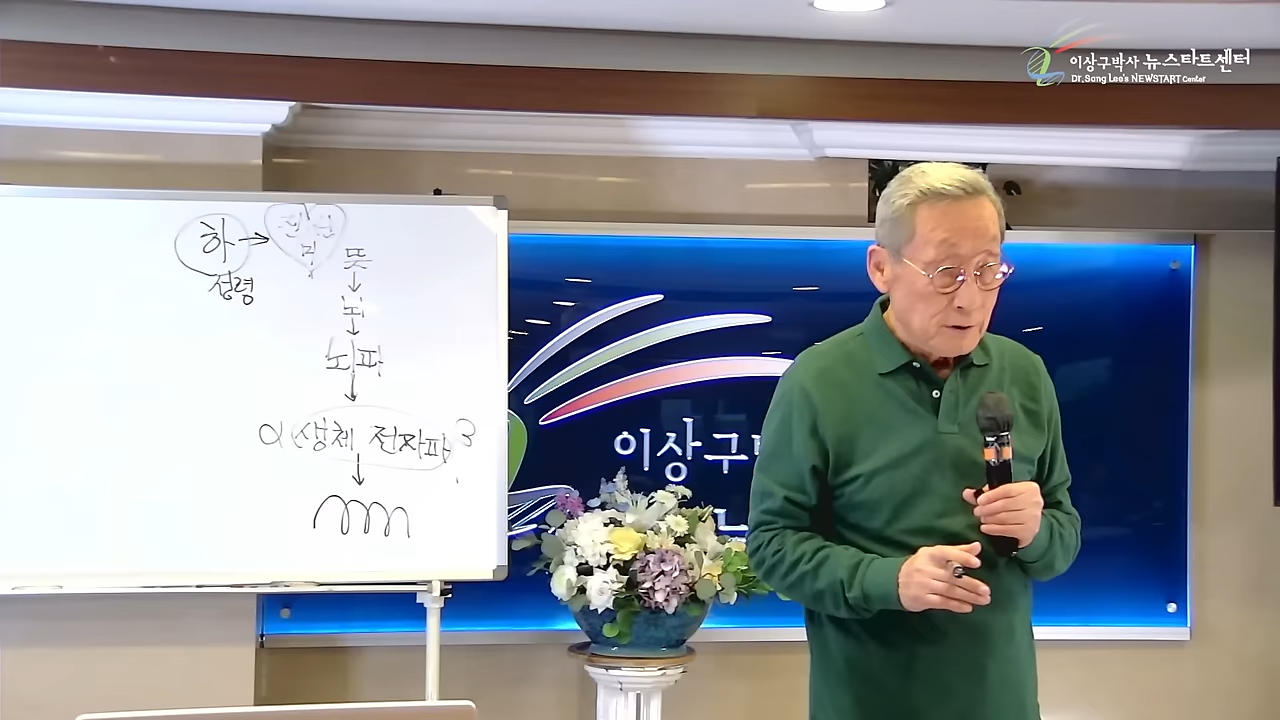 이상구박사 뉴스타트센터
Dr.Sang Lee's NEWSTART Center
하 →
성령
뜻
↓
뇌
↓
뇌파
↓
α 생체 전자파 β
↓
이상구